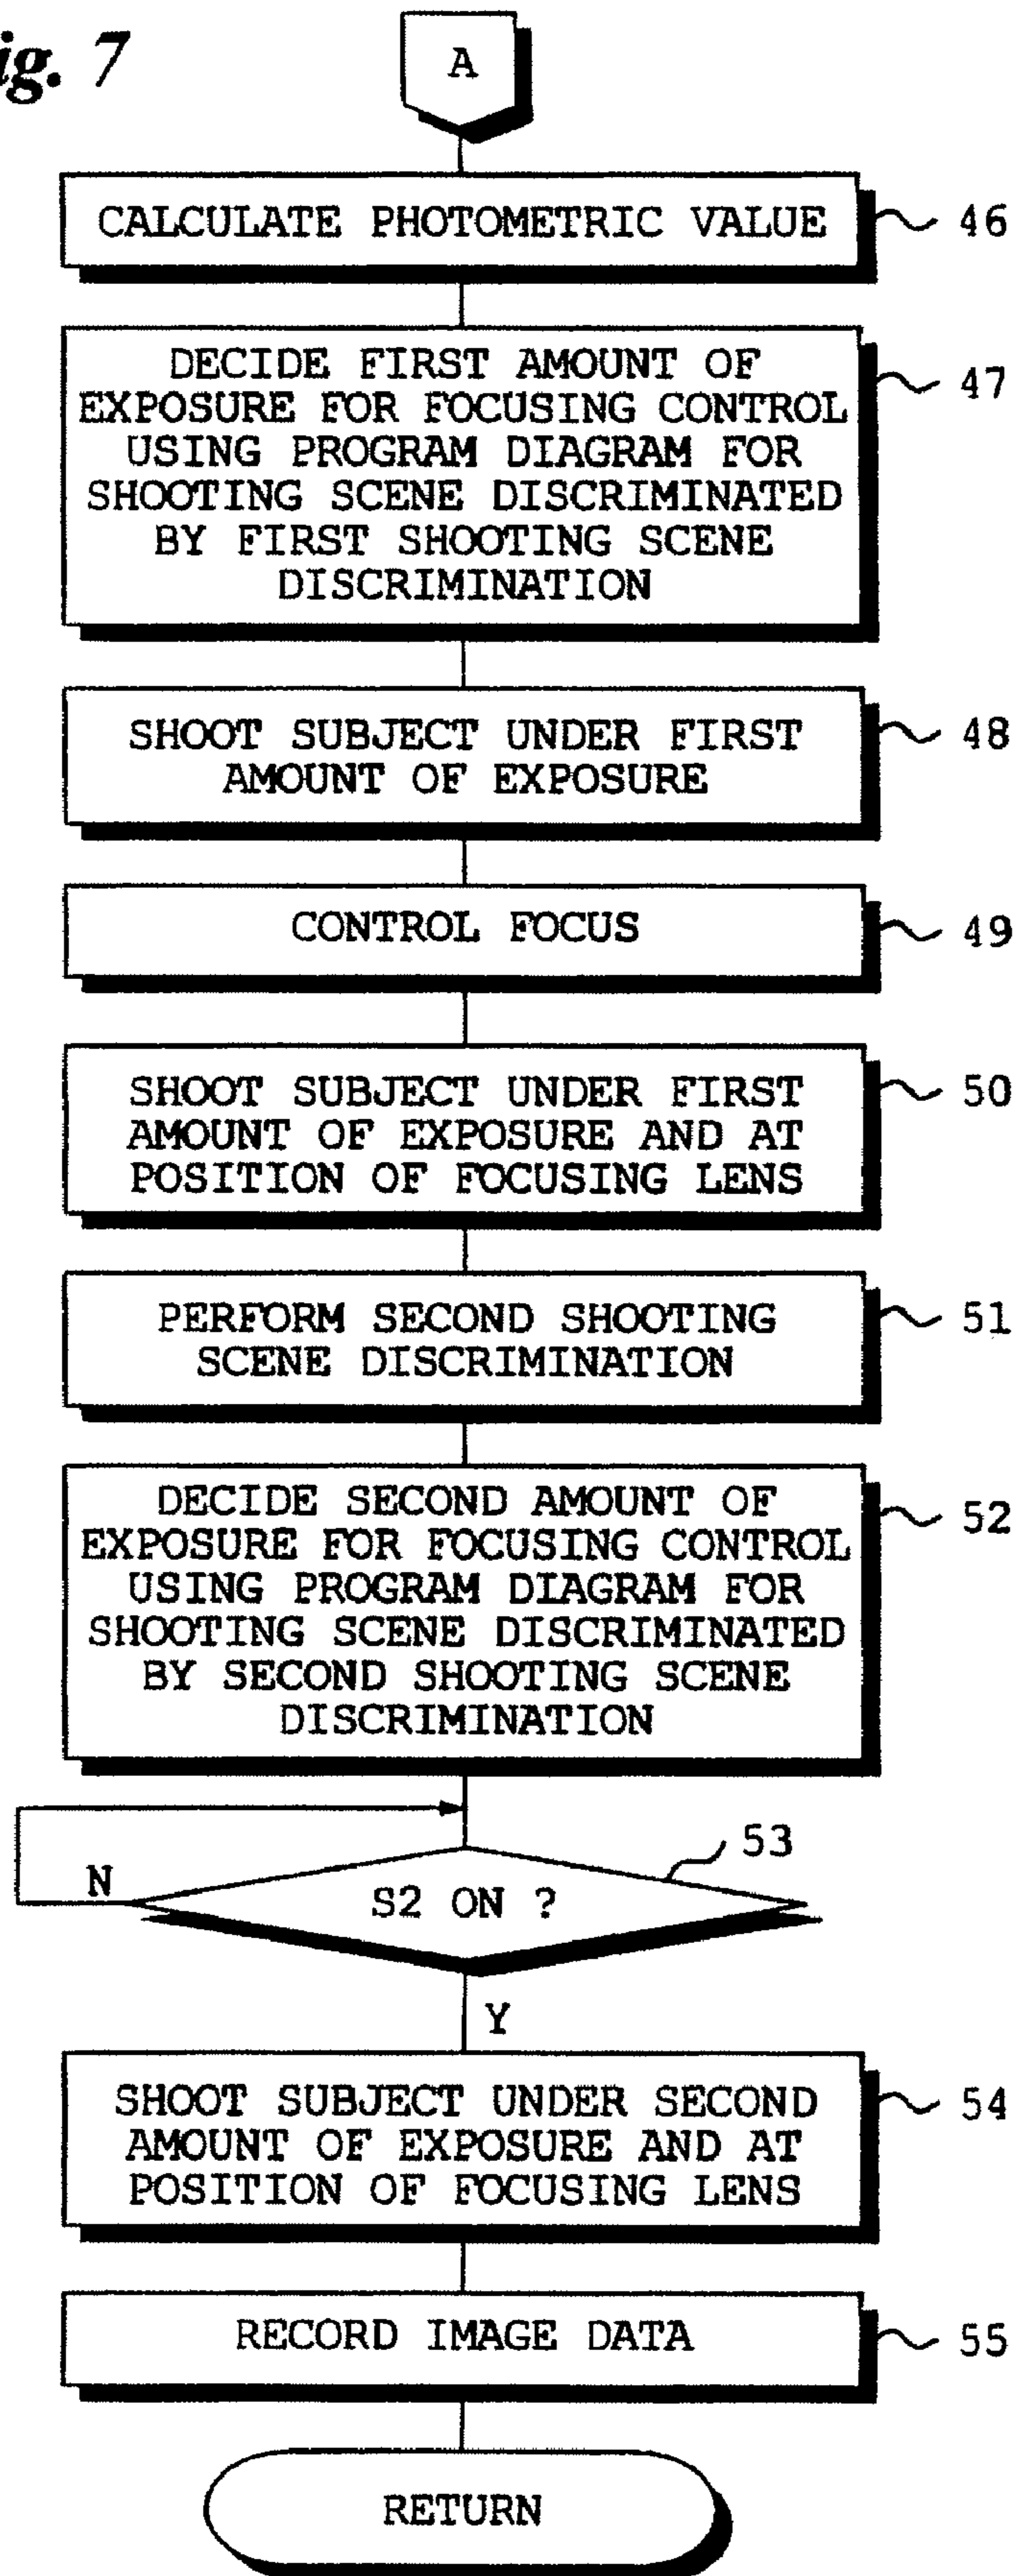 ig. 7
A
CALCULATE PHOTOMETRIC VALUE
46
DECIDE FIRST AMOUNT OF
EXPOSURE FOR FOCUSING CONTROL
USING PROGRAM DIAGRAM FOR
SHOOTING SCENE DISCRIMINATED
BY FIRST SHOOTING SCENE
DISCRIMINATION
47
SHOOT SUBJECT UNDER FIRST
AMOUNT OF EXPOSURE
48
CONTROL FOCUS
49
SHOOT SUBJECT UNDER FIRST
AMOUNT OF EXPOSURE AND AT
POSITION OF FOCUSING LENS
50
PERFORM SECOND SHOOTING
SCENE DISCRIMINATION
51
DECIDE SECOND AMOUNT OF
EXPOSURE FOR FOCUSING CONTROL
USING PROGRAM DIAGRAM FOR
SHOOTING SCENE DISCRIMINATED
BY SECOND SHOOTING SCENE
DISCRIMINATION
52
53
N
S2 ON ?
Y
SHOOT SUBJECT UNDER SECOND
AMOUNT OF EXPOSURE AND AT
POSITION OF FOCUSING LENS
54
RECORD IMAGE DATA
55
RETURN